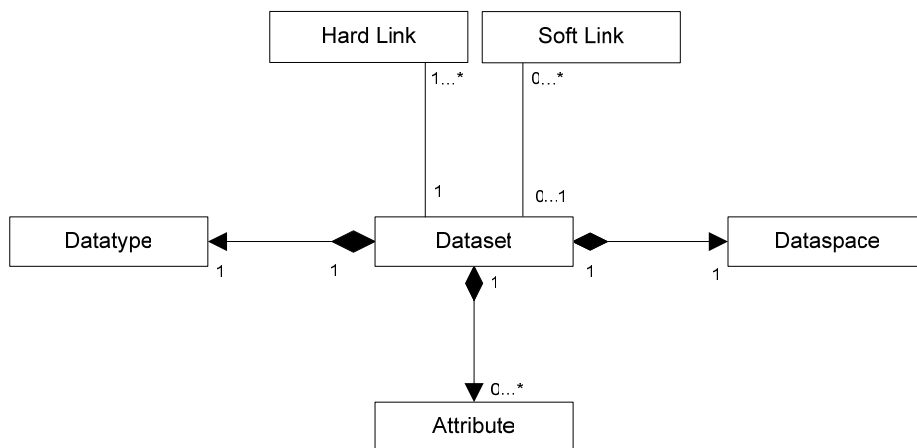 Hard Link
Soft Link
1...*
0...*
1
0...1
Datatype
Dataset
Dataspace
1
1
1
1
1
0...*
Attribute